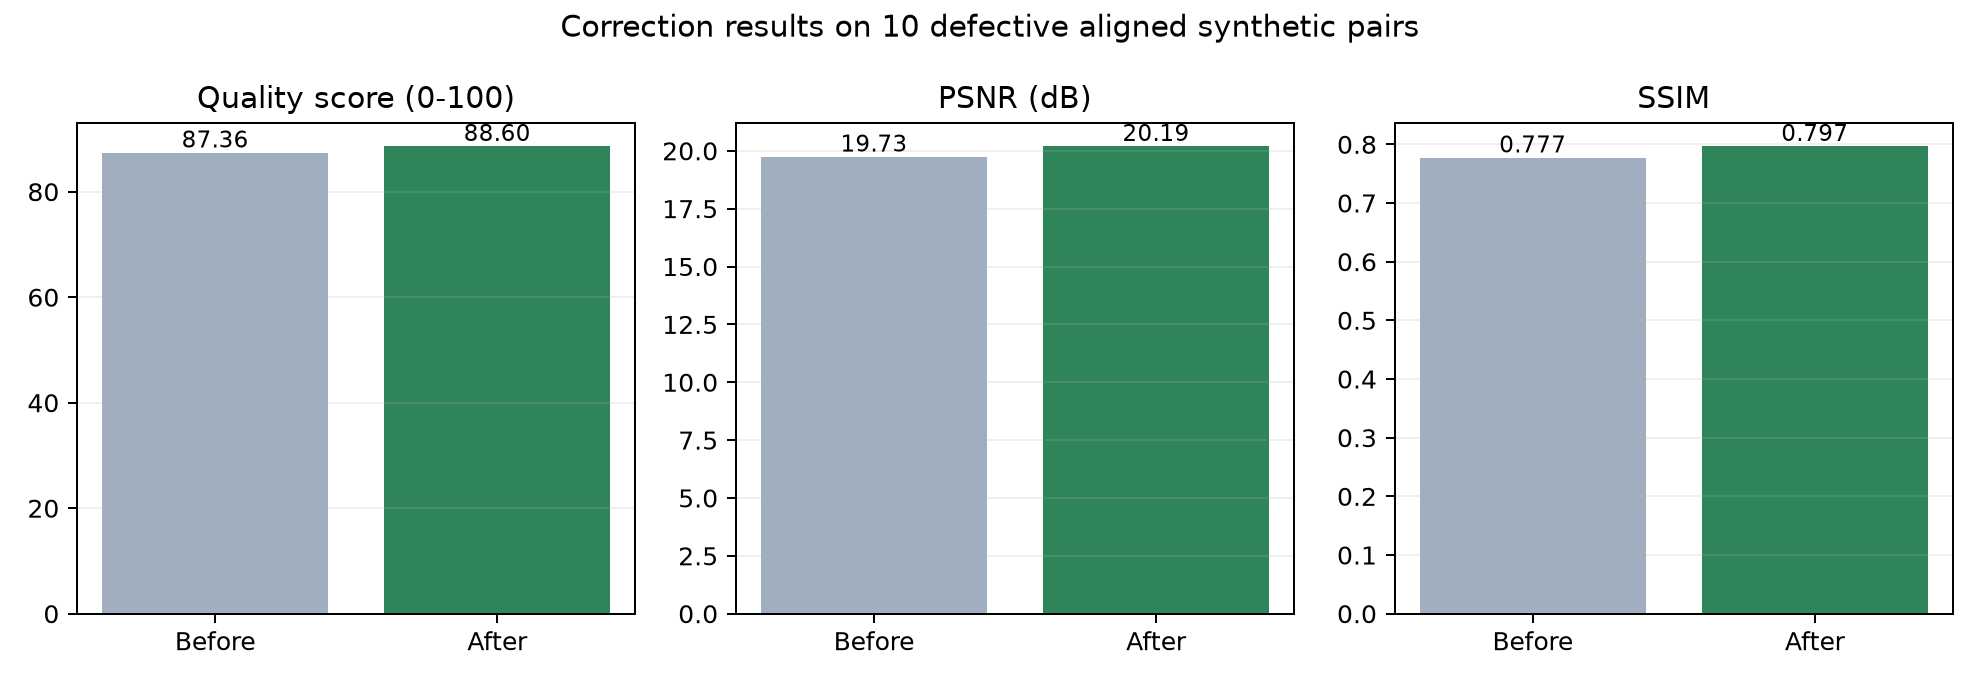 Correction results on 10 defective aligned synthetic pairs
Quality score (0-100)
87.36
88.60
80
60
40
20
0
Before
After
PSNR (dB)
19.73
20.19
20.0
17.5
15.0
12.5
10.0
7.5
5.0
2.5
0.0
Before
After
SSIM
0.777
0.797
0.8
0.7
0.6
0.5
0.4
0.3
0.2
0.1
0.0
Before
After